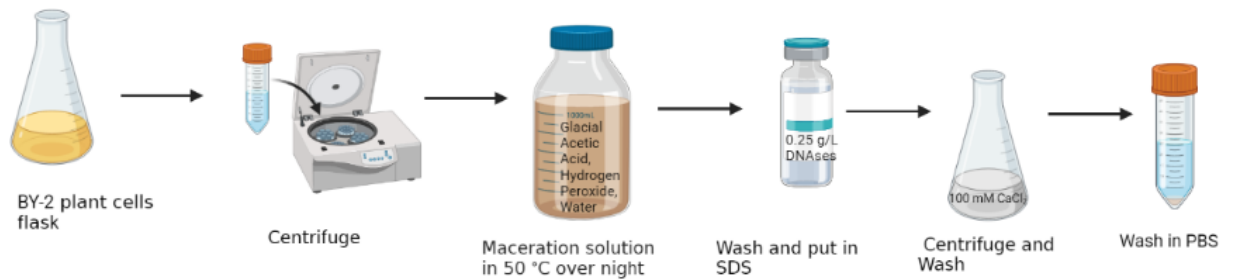 1000mL
Glacial
Acetic
Acid,
Hydrogen
Peroxide,
Water
0.25 g/L
DNAses
100 mM CaCl₂
BY-2 plant cells
flask
Centrifuge
Maceration solution
in 50 °C over night
Wash and put in
SDS
Centrifuge and
Wash
Wash in PBS